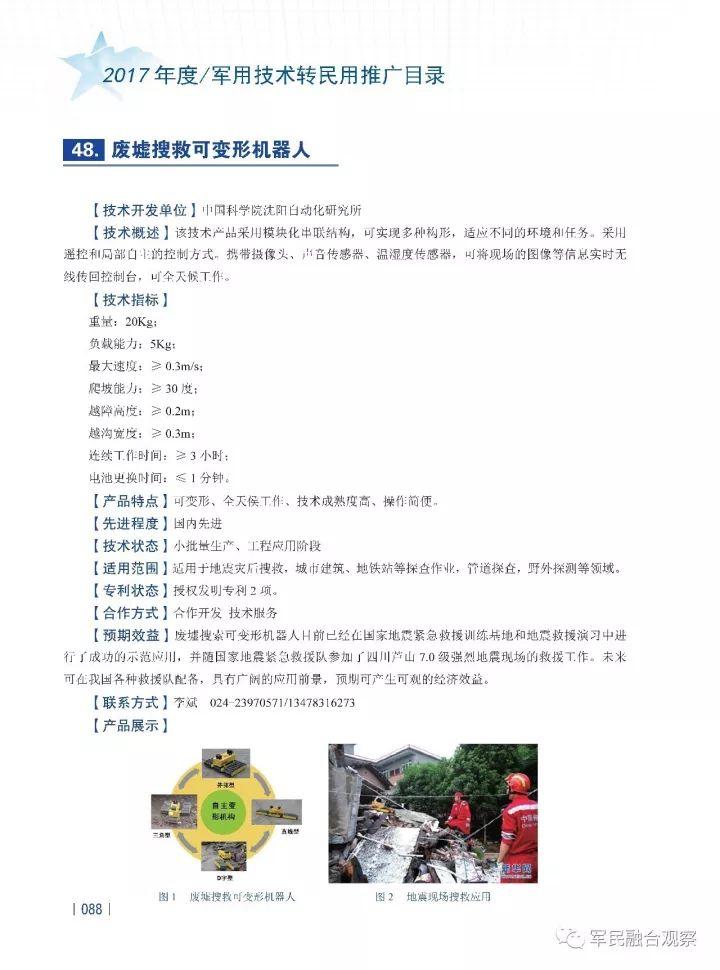 2017年度/军用技术转民用推广目录
48. 废墟搜救可变形机器人
【技术开发单位】中国科学院沈阳自动化研究所
【技术概述】该技术产品采用模块化串联结构，可实现多种构形，适应不同的环境和任务。采用
遥控和局部自主的控制方式。携带摄像头、声音传感器、温湿度传感器，可将现场的图像等信息实时无
线传回控制台，可全天候工作。
【技术指标】
重量：20Kg；
负载能力：5Kg；
最大速度：≥ 0.3m/s；
爬坡能力：≥ 30 度；
越障高度：≥ 0.2m；
越沟宽度：≥ 0.3m；
连续工作时间：≥ 3 小时；
电池更换时间：≤ 1 分钟。
【产品特点】可变形、全天候工作、技术成熟度高、操作简便。
【先进程度】国内先进
【技术状态】小批量生产、工程应用阶段
【适用范围】适用于地震灾后搜救，城市建筑、地铁站等探查作业，管道探查，野外探测等领域。
【专利状态】授权发明专利 2 项。
【合作方式】合作开发 技术服务
【预期效益】废墟搜索可变形机器人目前已经在国家地震紧急救援训练基地和地震救援演习中进
行了成功的示范应用，并随国家地震紧急救援队参加了四川芦山 7.0 级强烈地震现场的救援工作。未来
可在我国各种救援队配备，具有广阔的应用前景，预期可产生可观的经济效益。
【联系方式】李斌 024-23970571/13478316273
【产品展示】
并排型
自主变
形机构
三角型
直线型
D字型
中国
新华网
图 1 废墟搜救可变形机器人
图 2 地震现场搜救应用
088
军民融合观察